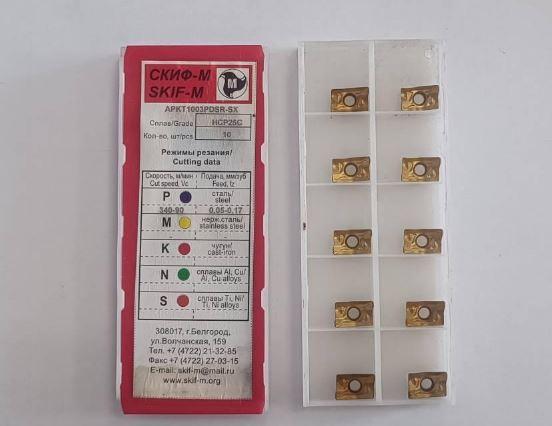 СКИФ-М
SKIF-M
М
APKT1003PDSR-SX
Сплав/Grade HCP25C
Кол-во, шт/pcs 10
Режимы резания/
Cutting data
Скорость, м/мин Подача, мм/зуб
Cut speed, Vc Feed, fz
P сталь/
steel
340-90 0,05-0,17
M нерж.сталь/
stainless steel
K чугун/
cast-iron
N сплавы Al, Cu/
Al, Cu alloys
S сплавы Ti, Ni/
Ti, Ni alloys
308017, г.Белгород,
ул.Волчанская, 159
Тел. +7 (4722) 21-32-85
Факс +7 (4722) 27-03-15
E-mail: skif-m@mail.ru
www.skif-m.org